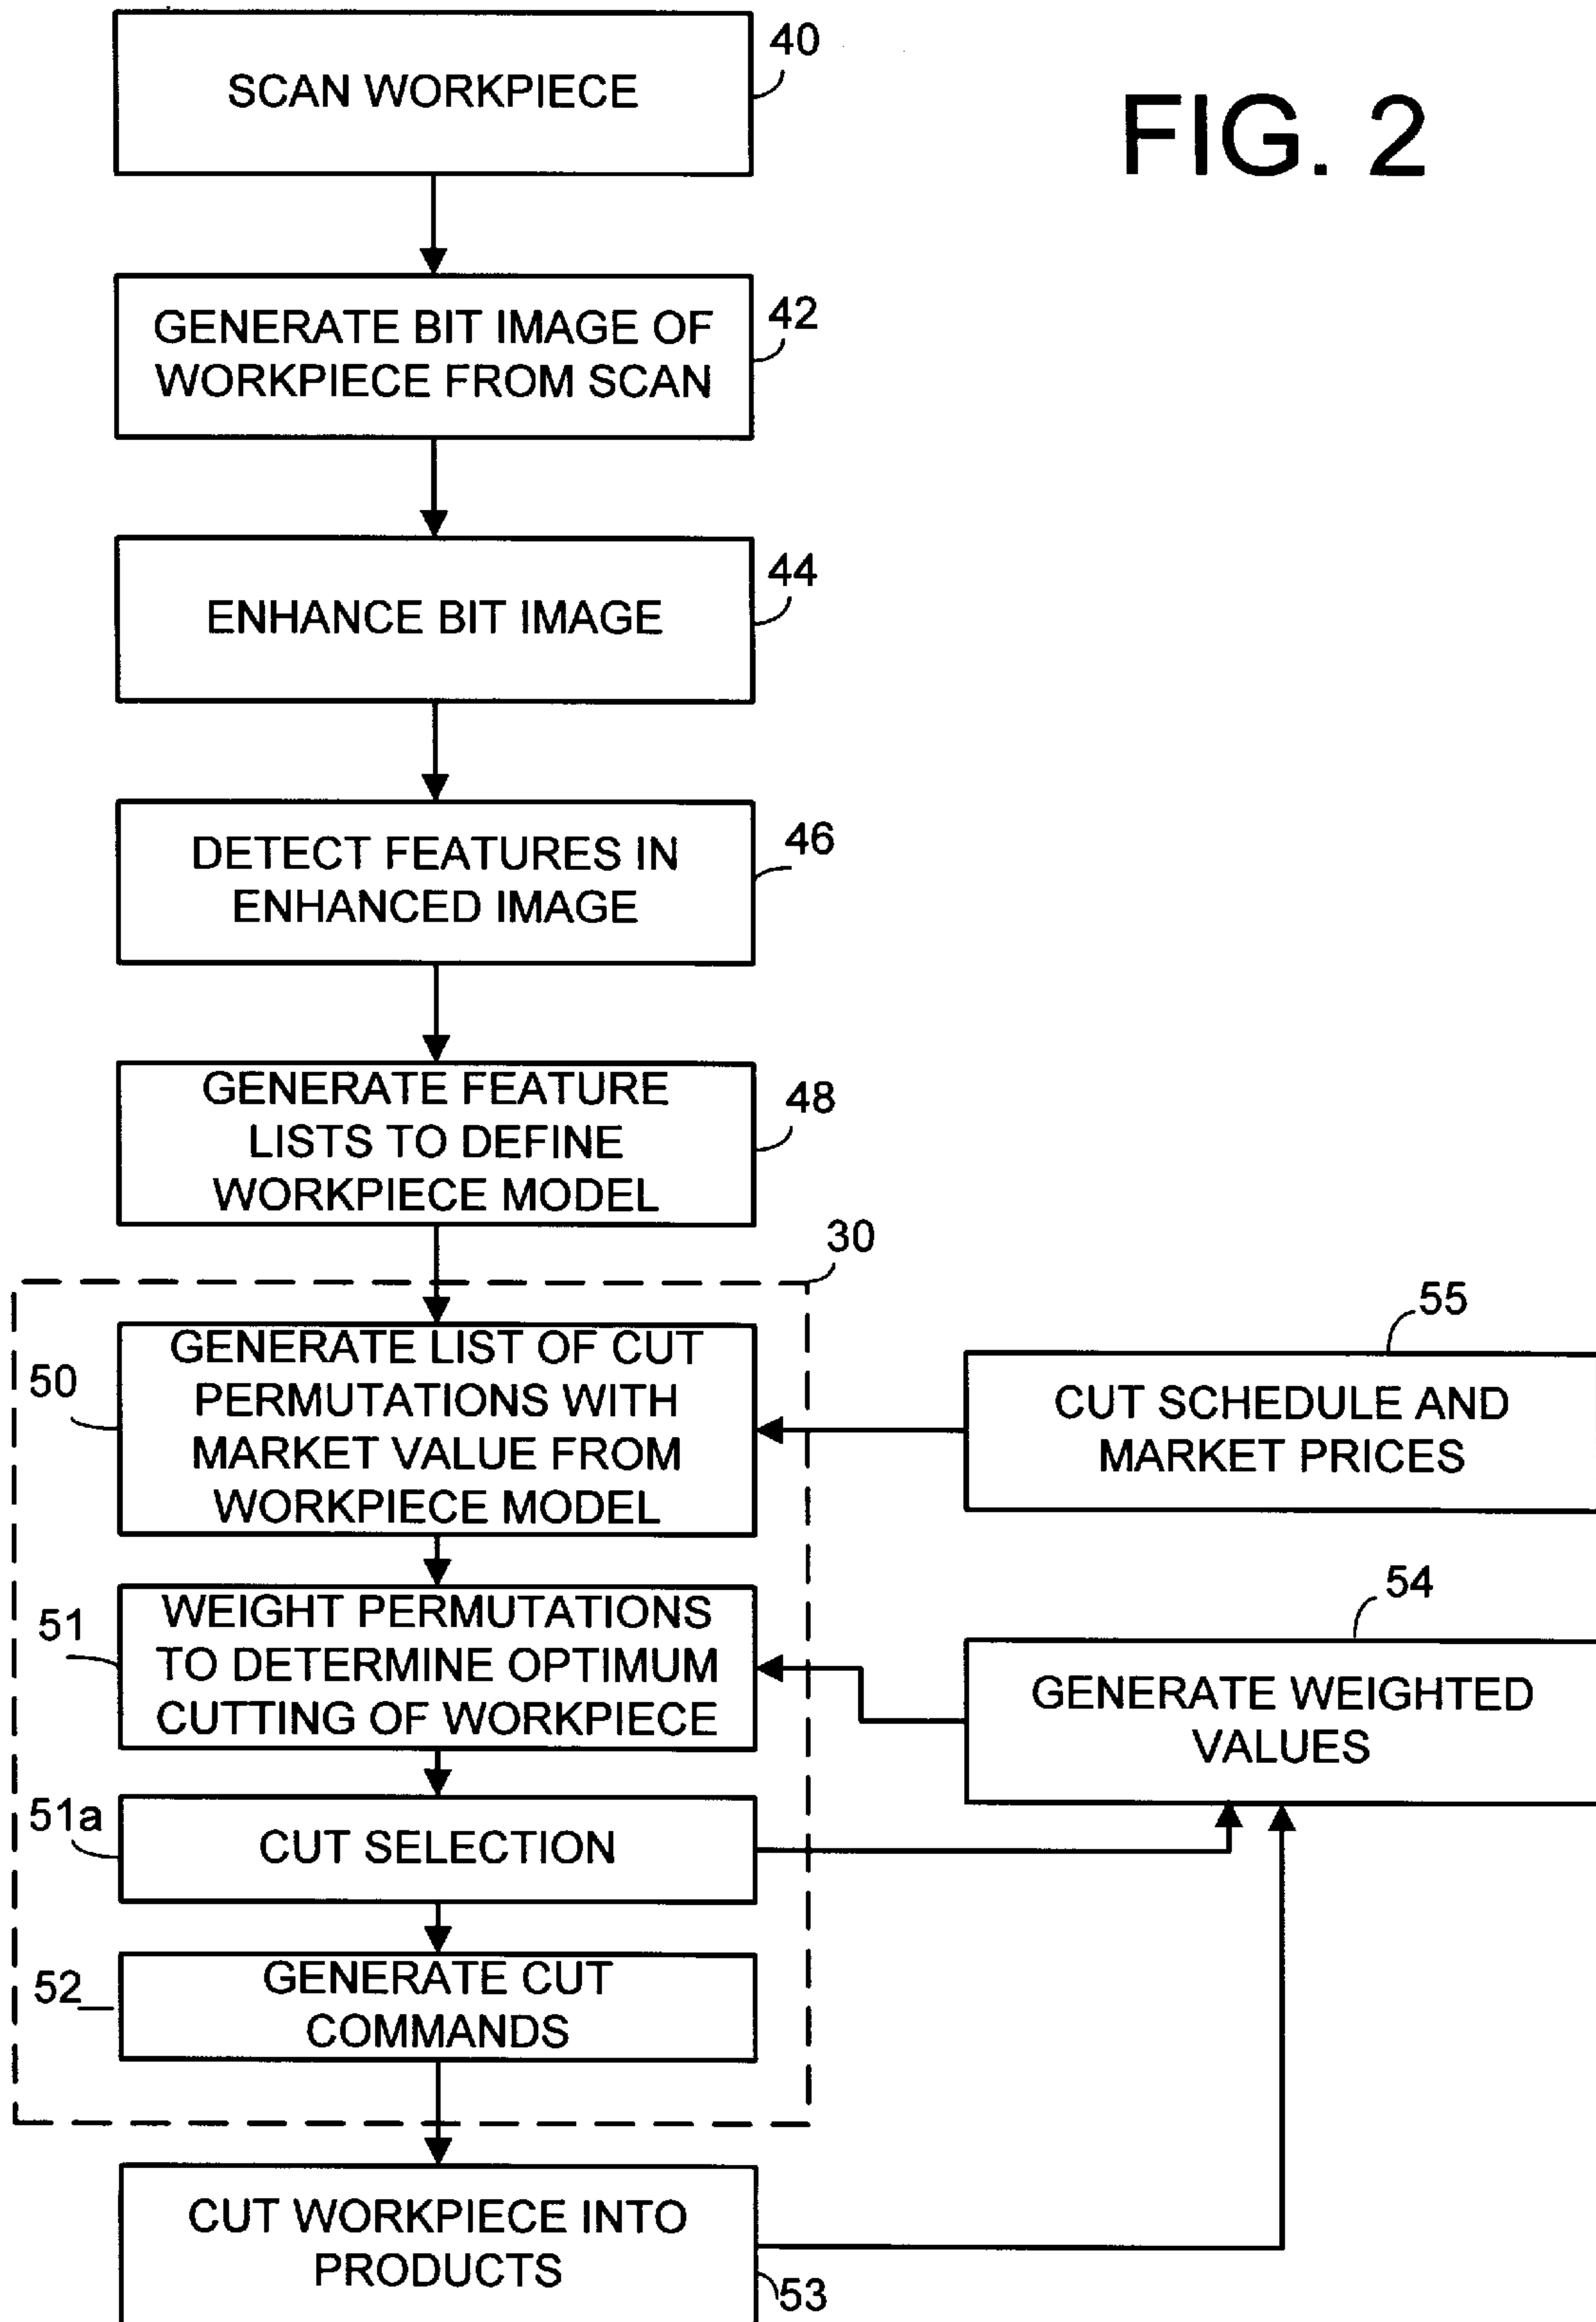 FIG. 2
40
SCAN WORKPIECE
42
GENERATE BIT IMAGE OF
WORKPIECE FROM SCAN
44
ENHANCE BIT IMAGE
46
DETECT FEATURES IN
ENHANCED IMAGE
48
GENERATE FEATURE
LISTS TO DEFINE
WORKPIECE MODEL
30
50
GENERATE LIST OF CUT
PERMUTATIONS WITH
MARKET VALUE FROM
WORKPIECE MODEL
55
CUT SCHEDULE AND
MARKET PRICES
51
WEIGHT PERMUTATIONS
TO DETERMINE OPTIMUM
CUTTING OF WORKPIECE
54
GENERATE WEIGHTED
VALUES
51a
CUT SELECTION
52
GENERATE CUT
COMMANDS
CUT WORKPIECE INTO
PRODUCTS
53